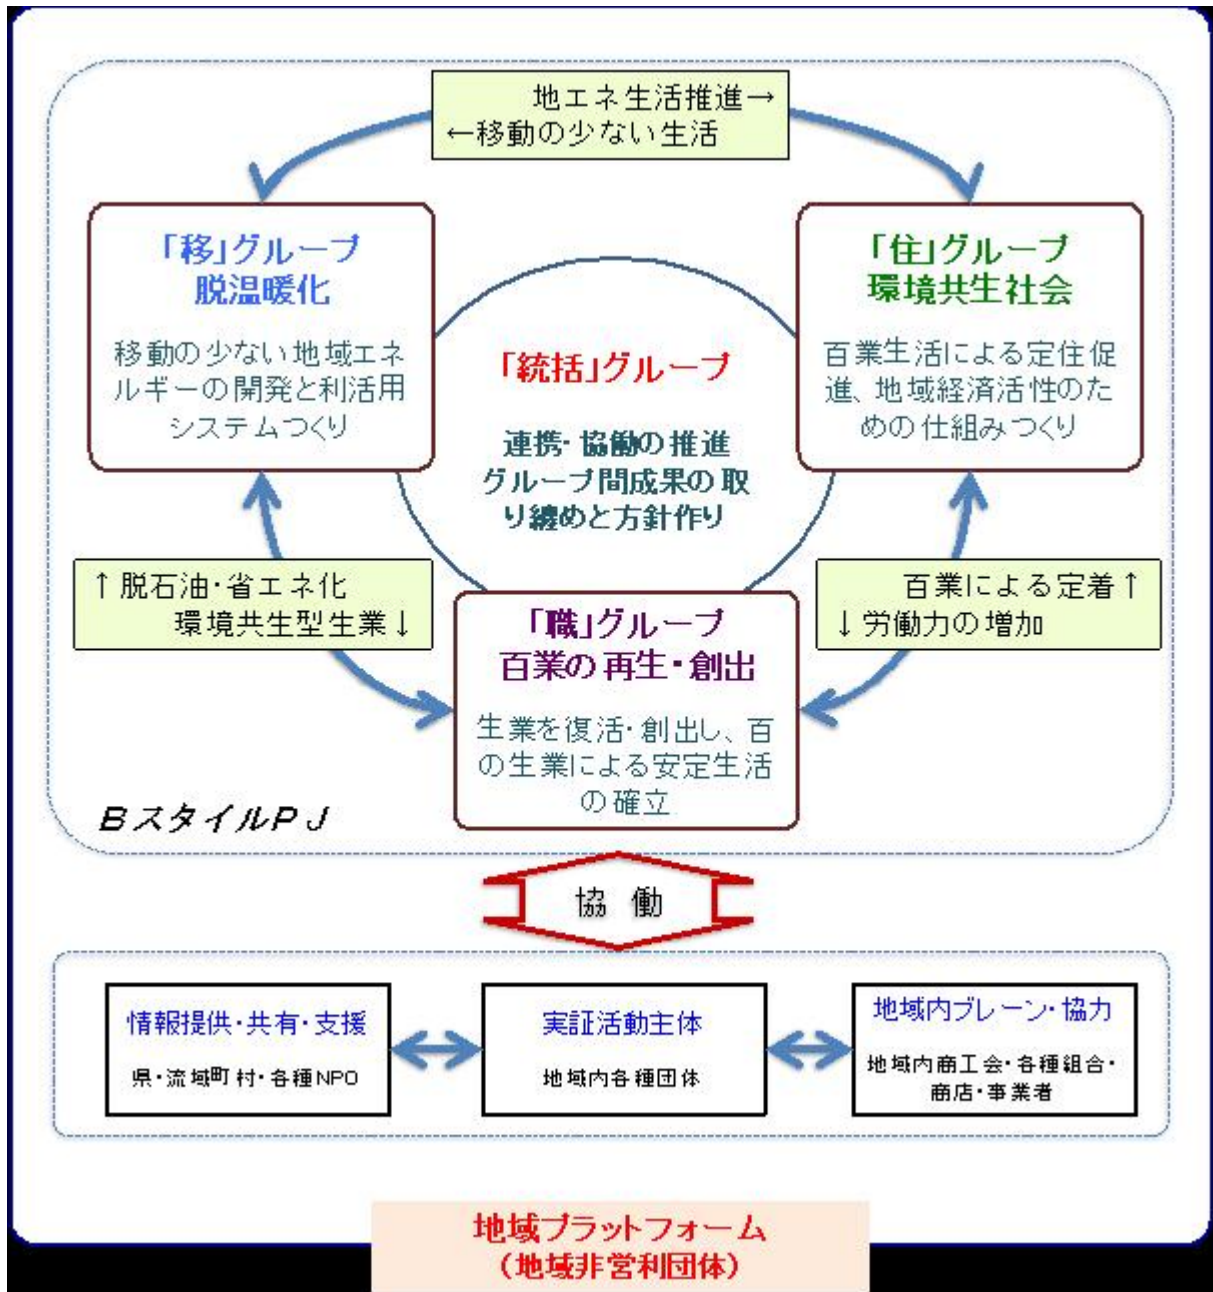 地エネ生活推進→
←移動の少ない生活
「移」グループ
脱温暖化
移動の少ない地域エネ
ルギーの開発と利活用
システムつくり
「住」グループ
環境共生社会
百業生活による定住促
進、地域経済活性のた
めの仕組みつくり
「統括」グループ
連携・協働の推進
グループ間成果の取
り纏めと方針作り
↑脱石油・省エネ化
環境共生型生業↓
百業による定着↑
↓労働力の増加
「職」グループ
百業の再生・創出
生業を復活・創出し、百
の生業による安定生活
の確立
BスタイルPJ
協働
情報提供・共有・支援
県・流域町村・各種NPO
実証活動主体
地域内各種団体
地域内ブレーン・協力
地域内商工会・各種組合・
商店・事業者
地域プラットフォーム
（地域非営利団体）